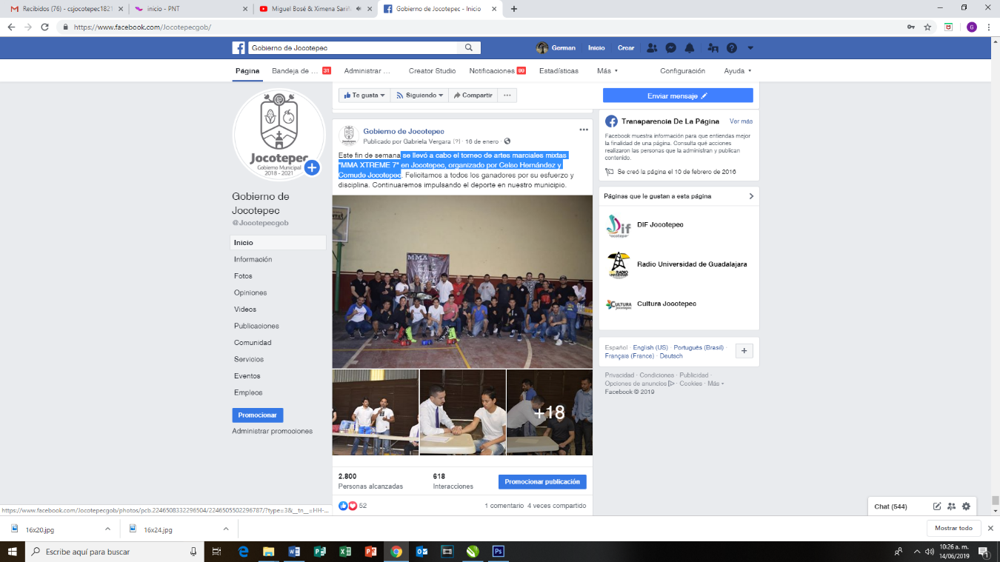 Recibidos (76) - csjocotepec1821
inicio - PNT
Miguel Bosé & Ximena Sariñ
Gobierno de Jocotepec - Inicio
https://www.facebook.com/Jocotepecgob/
Gobierno de Jocotepec
German Inicio Crear
Página Bandeja de ... 31 Administrar ... Creator Studio Notificaciones 99 Estadísticas Más Configuración Ayuda
Te gusta Siguiendo Compartir ...
Enviar mensaje
Jocotepec
Gobierno Municipal
2018 - 2021
Gobierno de
Jocotepec
@Jocotepecgob
Inicio
Información
Fotos
Opiniones
Videos
Publicaciones
Comunidad
Servicios
Eventos
Empleos
Promocionar
Administrar promociones
Gobierno de Jocotepec
Publicado por Gabriela Vergara [?] · 16 de enero ·
Este fin de semana se llevó a cabo el torneo de artes marciales mixtas
"MMA XTREME 7" en Jocotepec, organizado por Celso Hernández y
Comude Jocotepec. Felicitamos a todos los ganadores por su esfuerzo y
disciplina. Continuaremos impulsando el deporte en nuestro municipio.
MMA
+18
2.800
Personas alcanzadas
618
Interacciones
Promocionar publicación
52
1 comentario 4 veces compartido
Transparencia De La Página Ver más
Facebook muestra información para que entiendas mejor
la finalidad de una página. Consulta qué acciones
realizaron las personas que la administran y publican
contenido.
Se creó la página el 10 de febrero de 2016
Páginas que le gustan a esta página
DIF Jocotepec
Radio Universidad de Guadalajara
Cultura Jocotepec
Español · English (US) · Português (Brasil) ·
Français (France) · Deutsch
Privacidad · Condiciones · Publicidad ·
Opciones de anuncios · Cookies · Más
Facebook © 2019
Chat (544)
https://www.facebook.com/Jocotepecgob/photos/pcb.2246508332296504/2246505502296787/?type=3&__tn__=HH-...
16x20.jpg
16x24.jpg
Mostrar todo
Escribe aquí para buscar
10:26 a. m.
14/06/2019